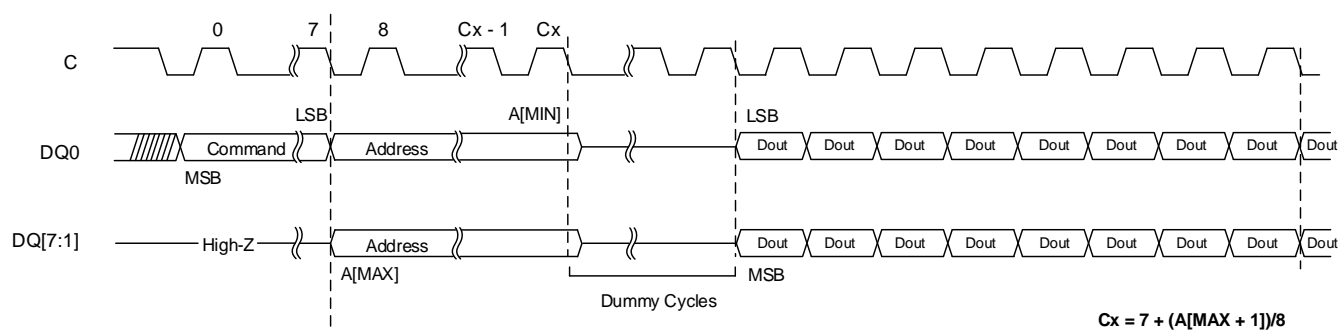 0 7 8 Cx - 1 Cx
C
LSB A[MIN] LSB
DQ0 Command Address Dout Dout Dout Dout Dout Dout Dout Dout Dout
MSB
DQ[7:1] High-Z Address Dout Dout Dout Dout Dout Dout Dout Dout Dout
A[MAX] MSB
Dummy Cycles
Cx = 7 + (A[MAX + 1])/8